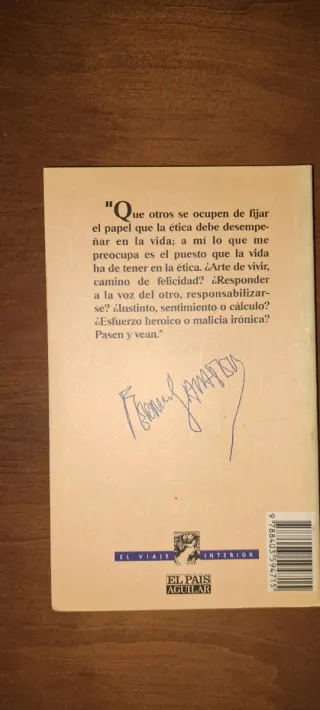 "Que otros se ocupen de fijar
el papel que la ética debe desempe-
ñar en la vida; a mí lo que me
preocupa es el puesto que la vida
ha de tener en la ética. ¿Arte de vivir,
camino de felicidad? ¿Responder
a la voz del otro, responsabilizar-
se? ¿Instinto, sentimiento o cálculo?
¿Esfuerzo heroico o malicia irónica?
Pasen y vean."
EL VIAJE INTERIOR
EL PAIS
AGUILAR
9 788403 594715